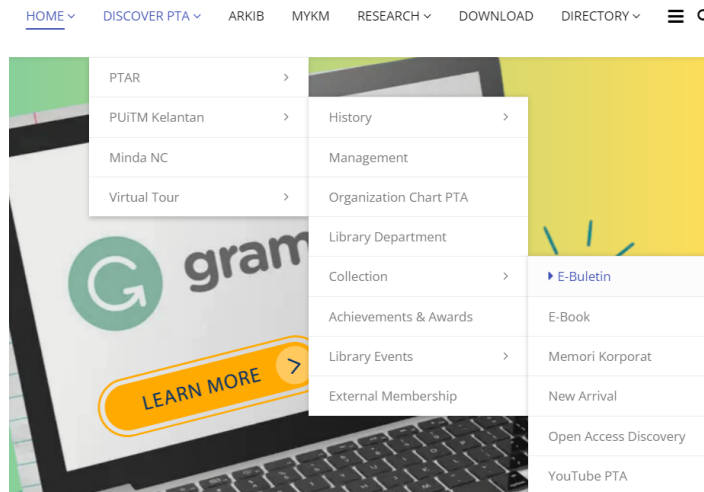 HOME DISCOVER PTA ARKIB MYKM RESEARCH DOWNLOAD DIRECTORY
PTAR
PUiTM Kelantan
Minda NC
Virtual Tour
History
Management
Organization Chart PTA
Library Department
Collection
Achievements & Awards
Library Events
External Membership
E-Buletin
E-Book
Memori Korporat
New Arrival
Open Access Discovery
YouTube PTA
gram
LEARN MORE